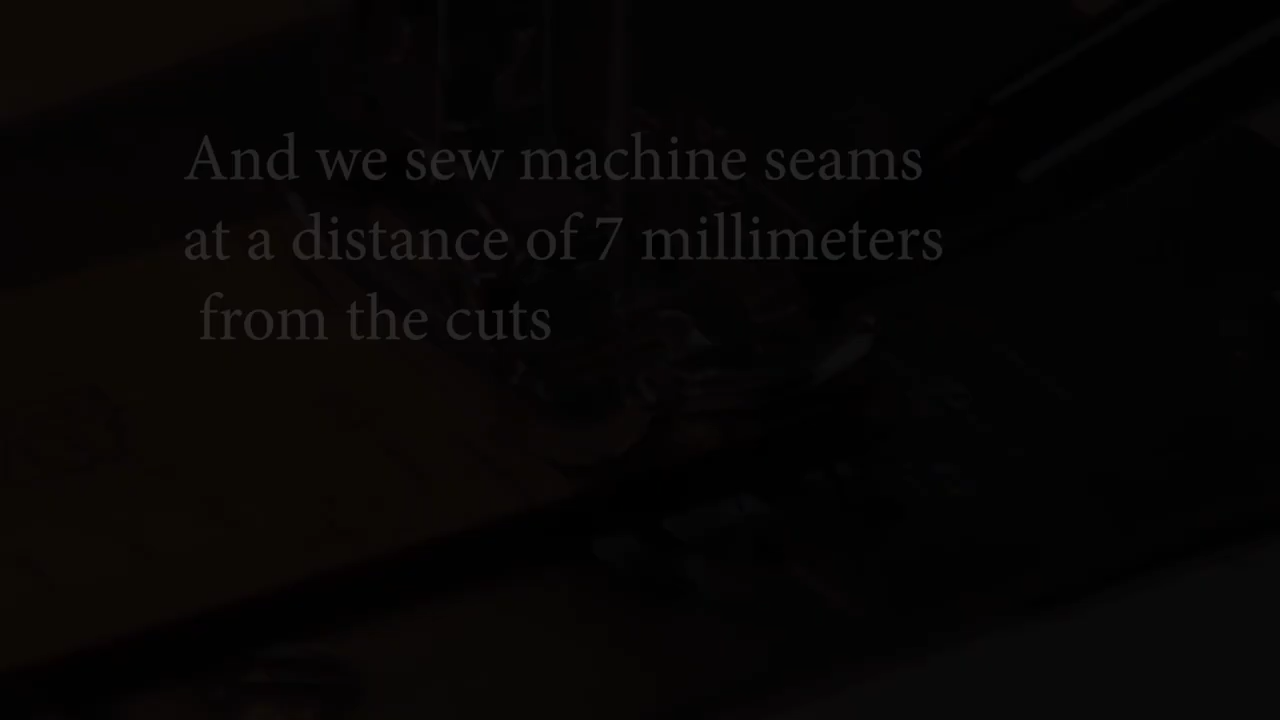 And we sew machine seams
at a distance of 7 millimeters
from the cuts